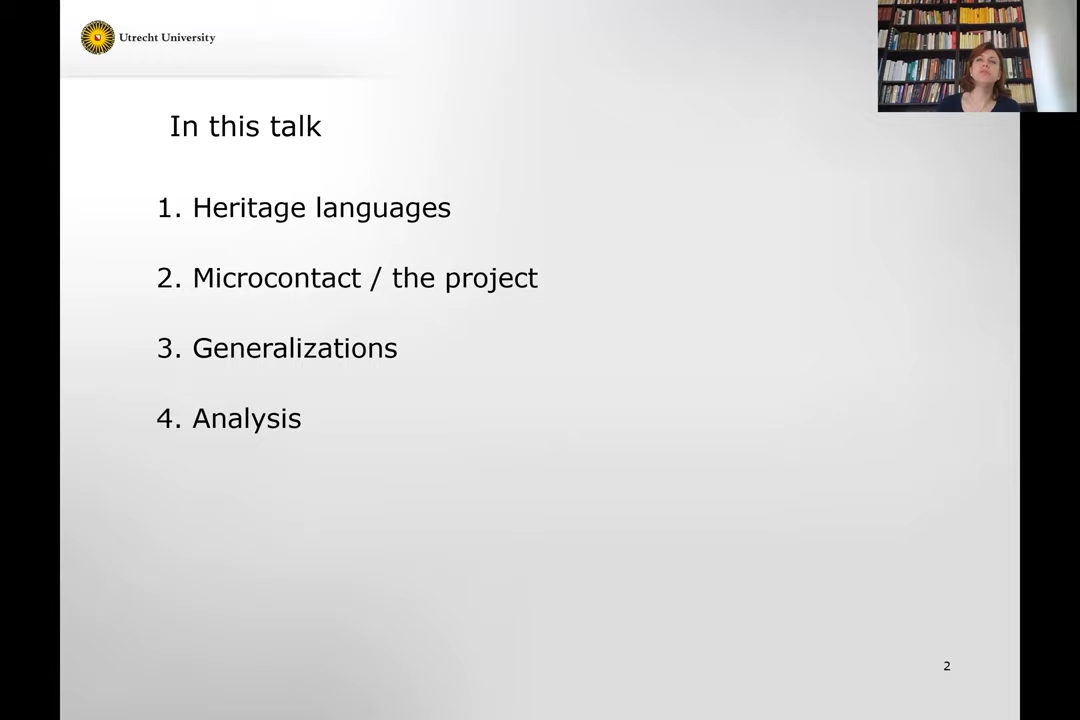 Utrecht University
In this talk
1. Heritage languages
2. Microcontact / the project
3. Generalizations
4. Analysis
2